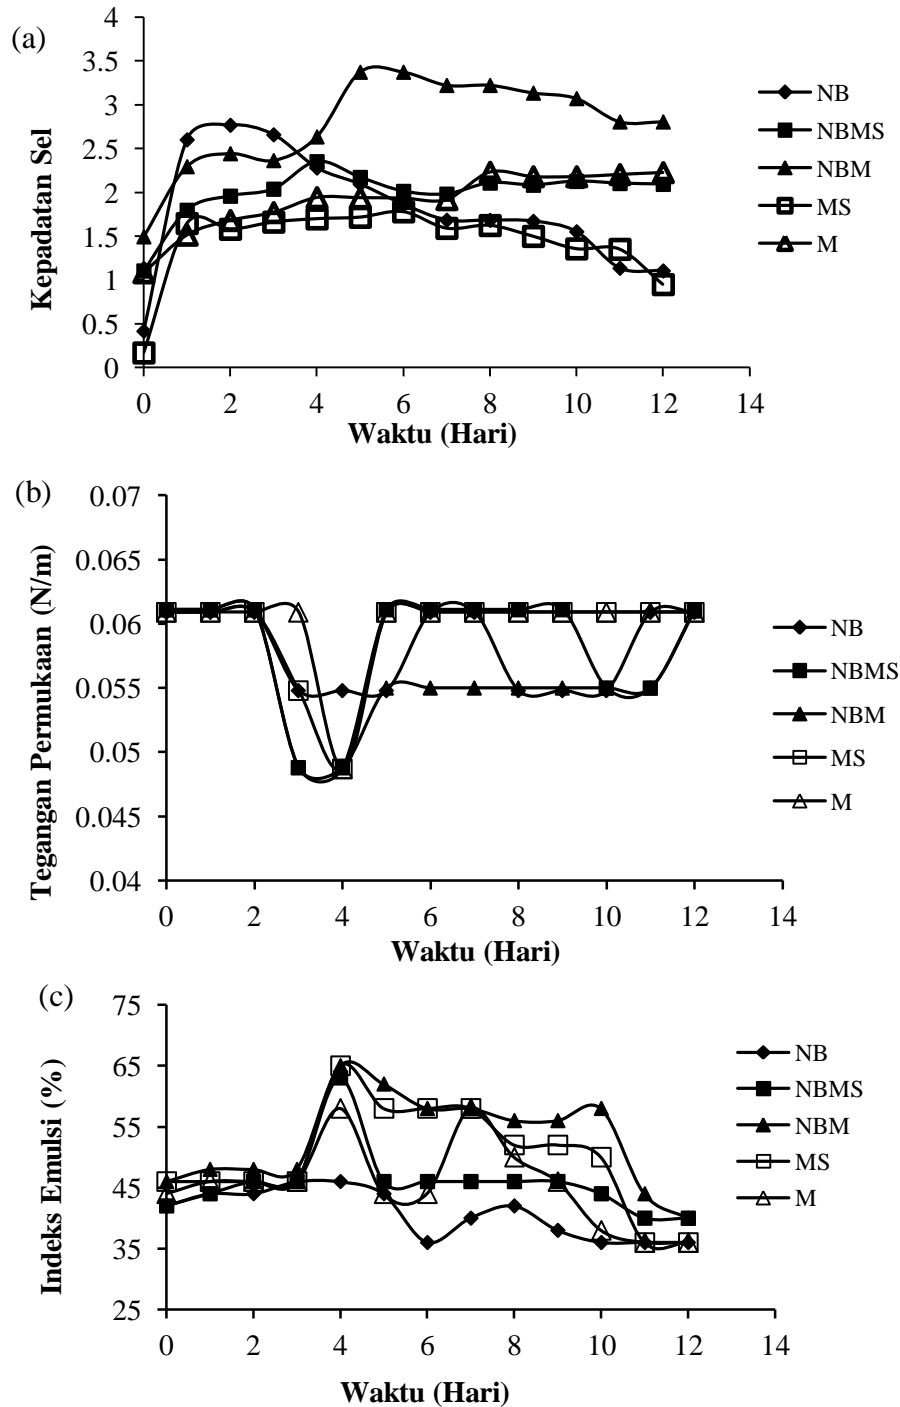 (a)
Kepadatan Sel
4
3.5
3
2.5
2
1.5
1
0.5
0
0 2 4 6 8 10 12 14
Waktu (Hari)
NB
NBMS
NBM
MS
M
(b)
Tegangan Permukaan (N/m)
0.07
0.065
0.06
0.055
0.05
0.045
0.04
0 2 4 6 8 10 12 14
Waktu (Hari)
NB
NBMS
NBM
MS
M
(c)
Indeks Emulsi (%)
75
65
55
45
35
25
0 2 4 6 8 10 12 14
Waktu (Hari)
NB
NBMS
NBM
MS
M